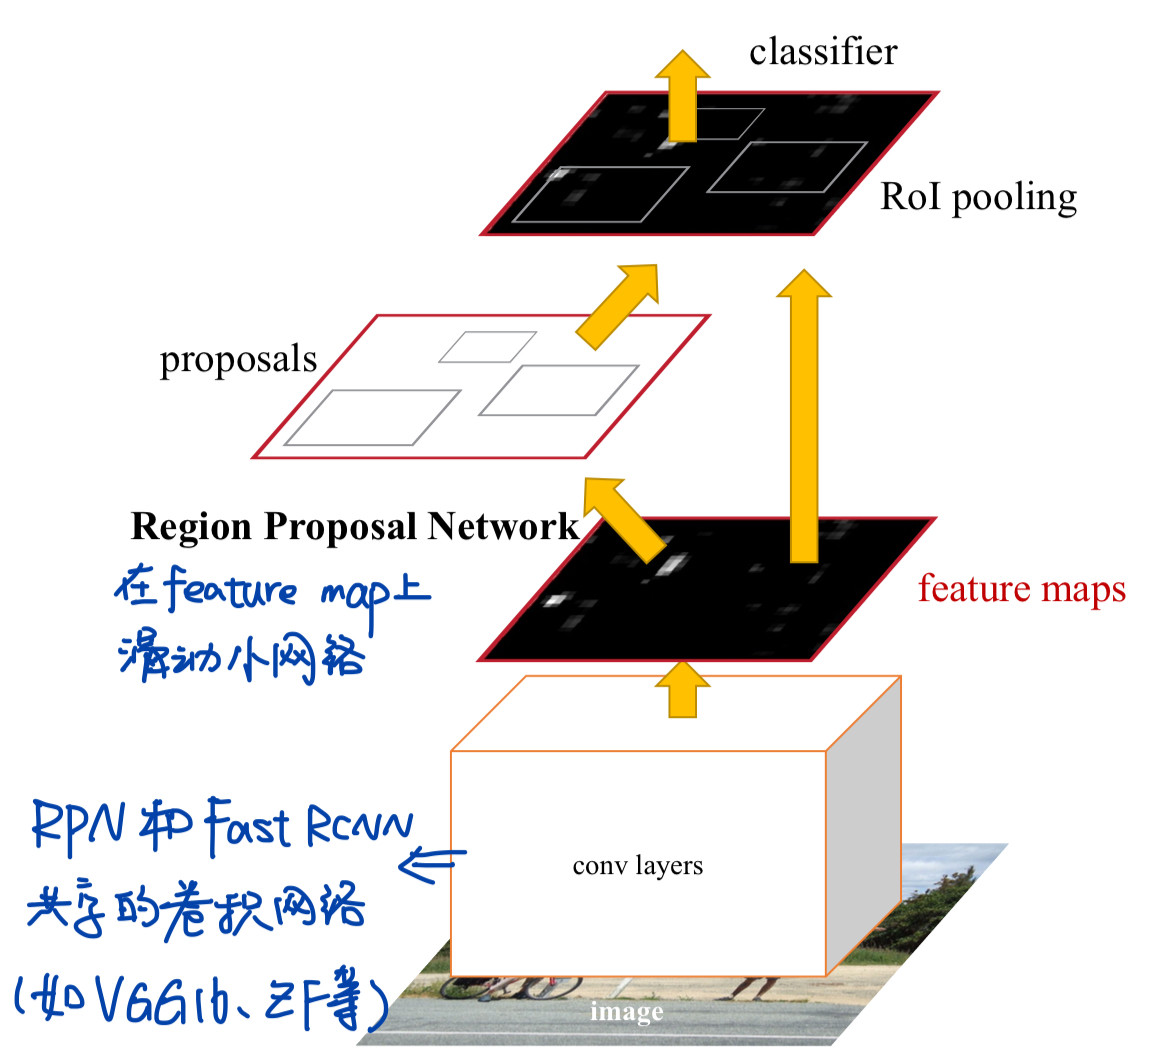 classifier
RoI pooling
proposals
Region Proposal Network
在feature map上
滑动小网络
feature maps
RPN和Fast RCNN
共享的卷积网络
(如VGG16、ZF等)
conv layers
image